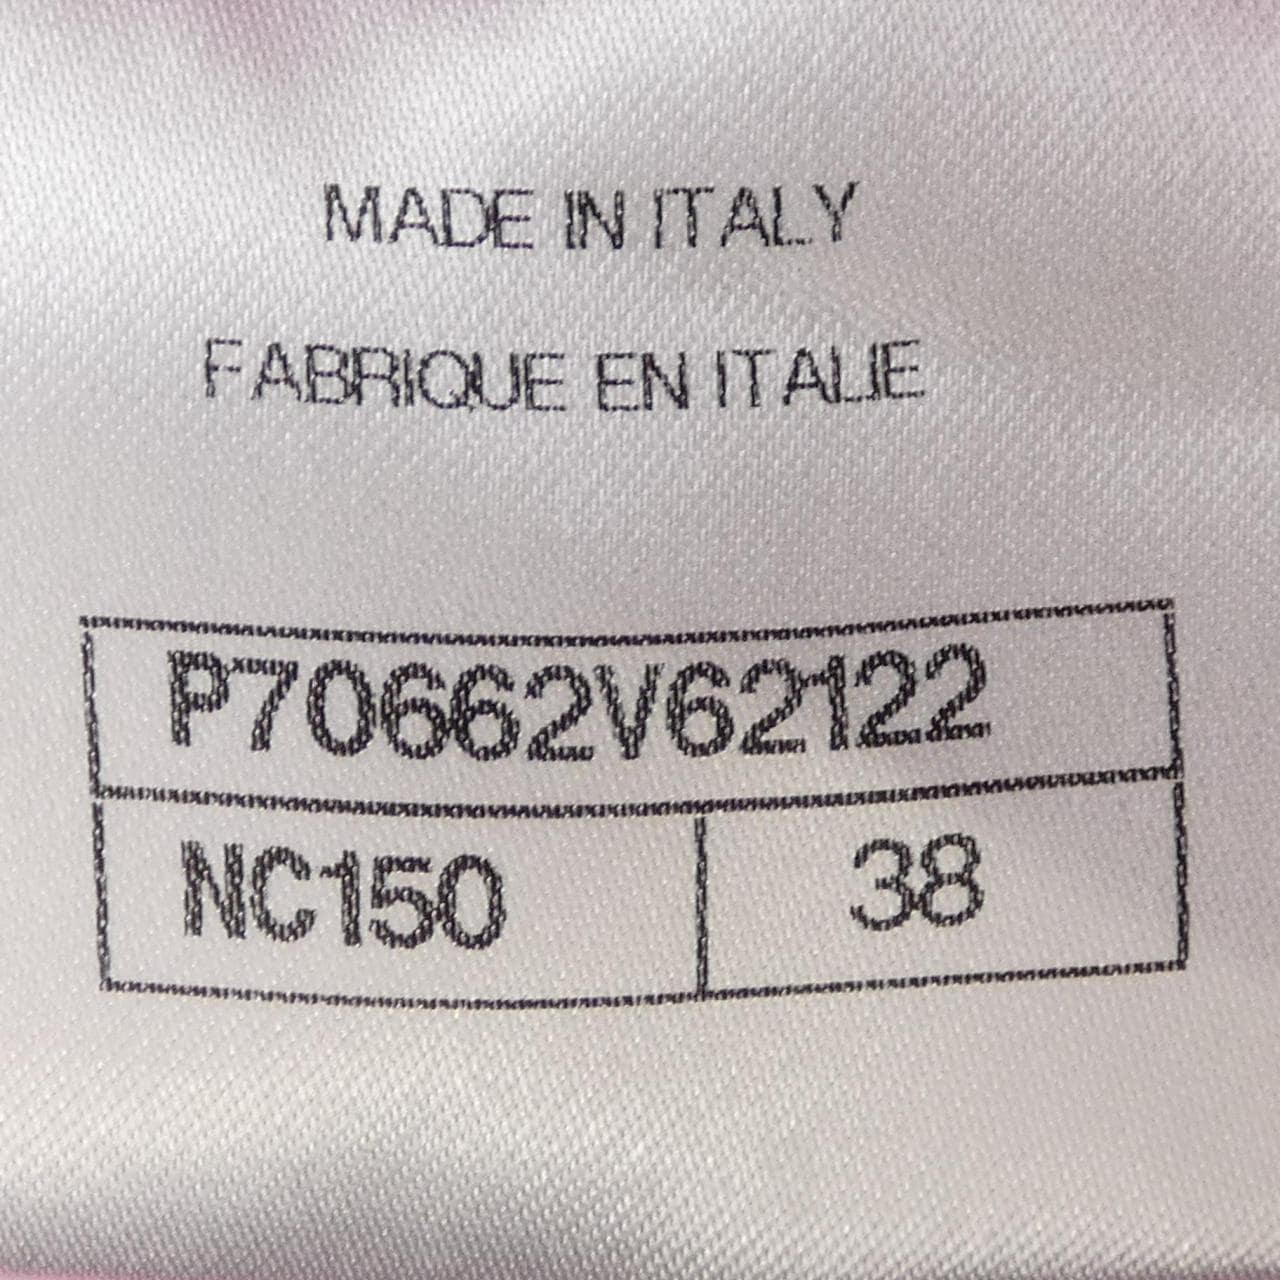 MADE IN ITALY
FABRIQUE EN ITALIE
P70662V62122
NC150
38